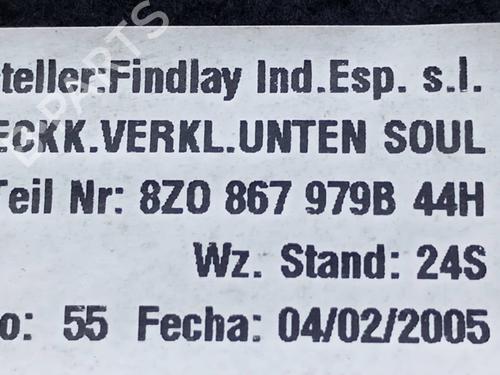 teller:Findlay Ind.Esp. s.l.
ECKK.VERKL.UNTEN SOUL
Teil Nr: 8Z0 867 979B 44H
Wz. Stand: 24S
o: 55 Fecha: 04/02/2005